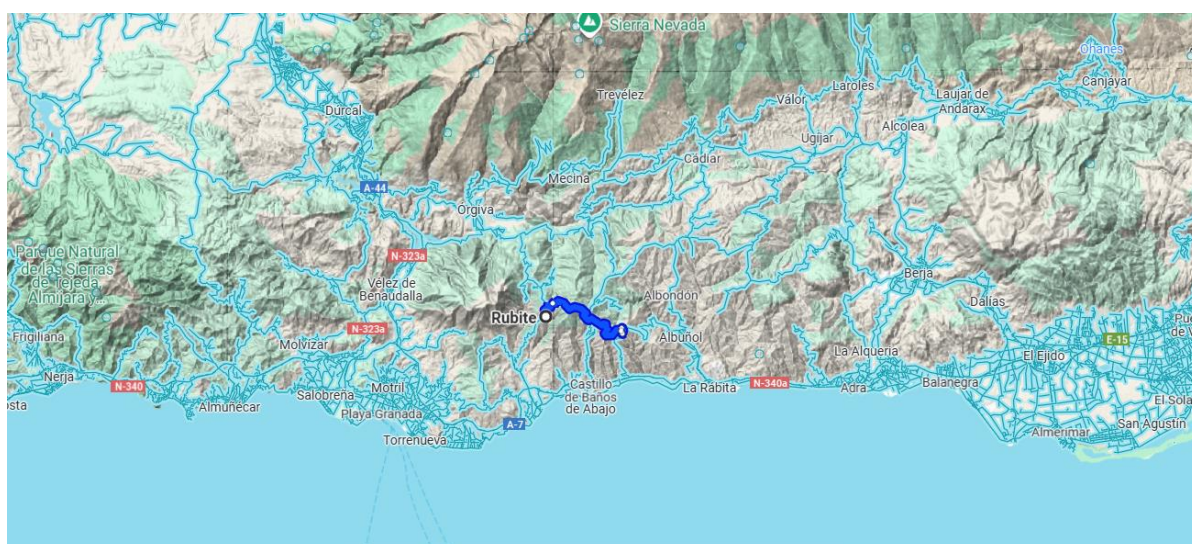 Sierra Nevada
Ohanes
Trevélez
Laroles
Canjáyar
Válor
Laujar de
Andarax
Dúrcal
Ugíjar
Alcolea
Cádiar
Mecina
A-44
Órgiva
Parque Natural
de las Sierras
de Tejeda,
Almijara y...
N-323a
Berja
Vélez de
Benaudalla
Albondón
Dalías
Rubite
N-323a
Frigiliana
Molvízar
Albuñol
E-15
La Alquería
El Ejido
Nerja
N-340
Motril
Castillo
de Baños
de Abajo
La Rábita
N-340a
Adra
Balanegra
Salobreña
Almuñécar
Playa Granada
A-7
El Sola
San Agustín
Torrenueva
Almerimar